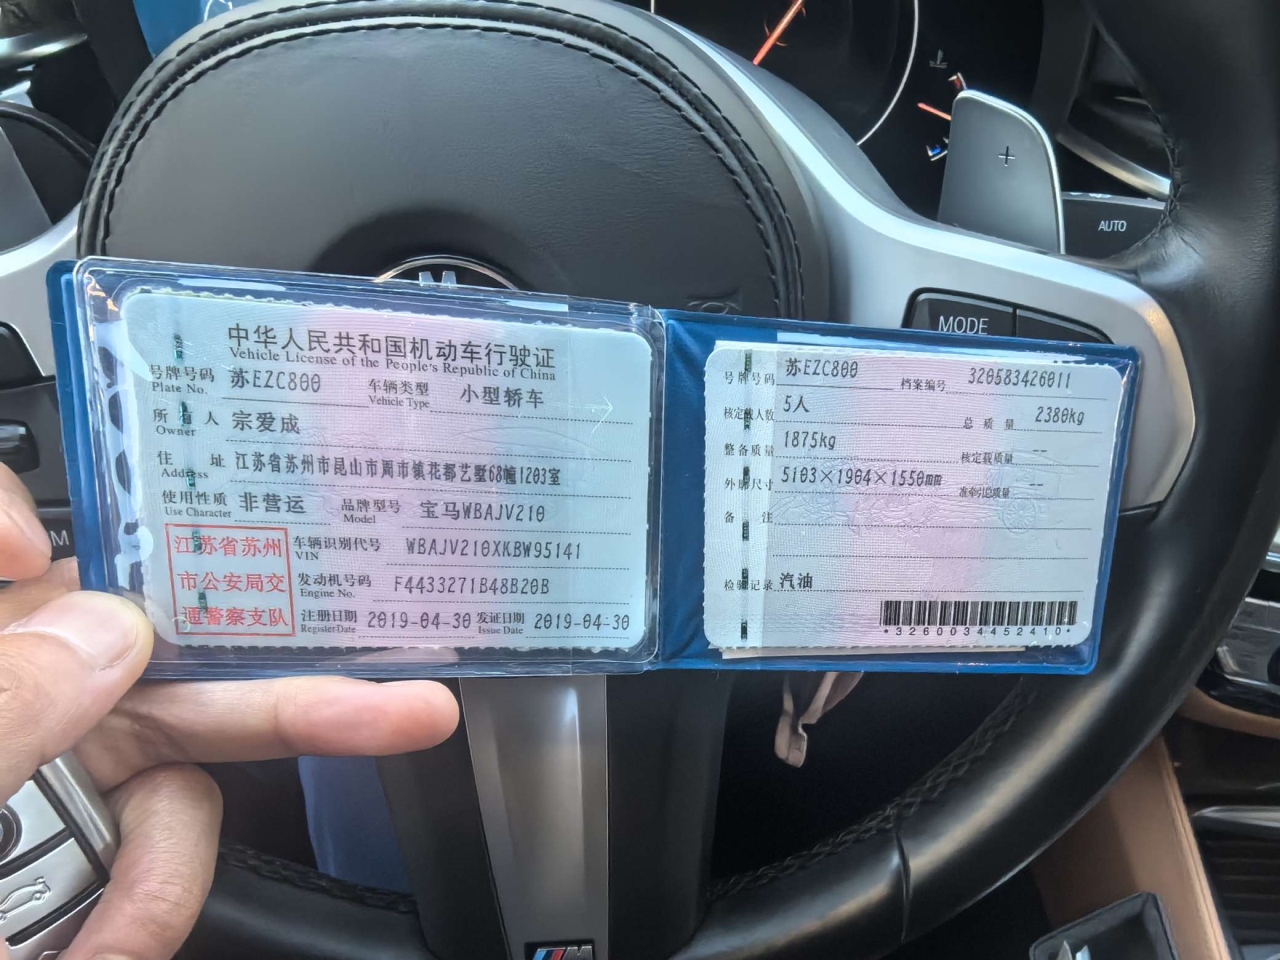 中华人民共和国机动车行驶证
Vehicle License of the People's Republic of China
号牌号码 苏EZC800 车辆类型 小型轿车
Plate No. Vehicle Type
所有人 宗爱成
Owner
住址 江苏省苏州市昆山市周市镇花都艺墅68幢1203室
Address
使用性质 非营运 品牌型号 宝马WBAJV210
Use Character Model
江苏省苏州
市公安局交
通警察支队
车辆识别代号 WBAJV210XKBW95141
VIN
发动机号码 F4433271B48B20B
Engine No.
注册日期 2019-04-30 发证日期 2019-04-30
Register Date Issue Date
号牌号码 苏EZC800 档案编号 320583426011
核定载人数 5人 总质量 2380kg
整备质量 1875kg 核定载质量 --
外廓尺寸 5103×1904×1550mm 准牵引总质量 --
备注
检验记录 汽油
*3260034452410*
+
AUTO
MODE
M